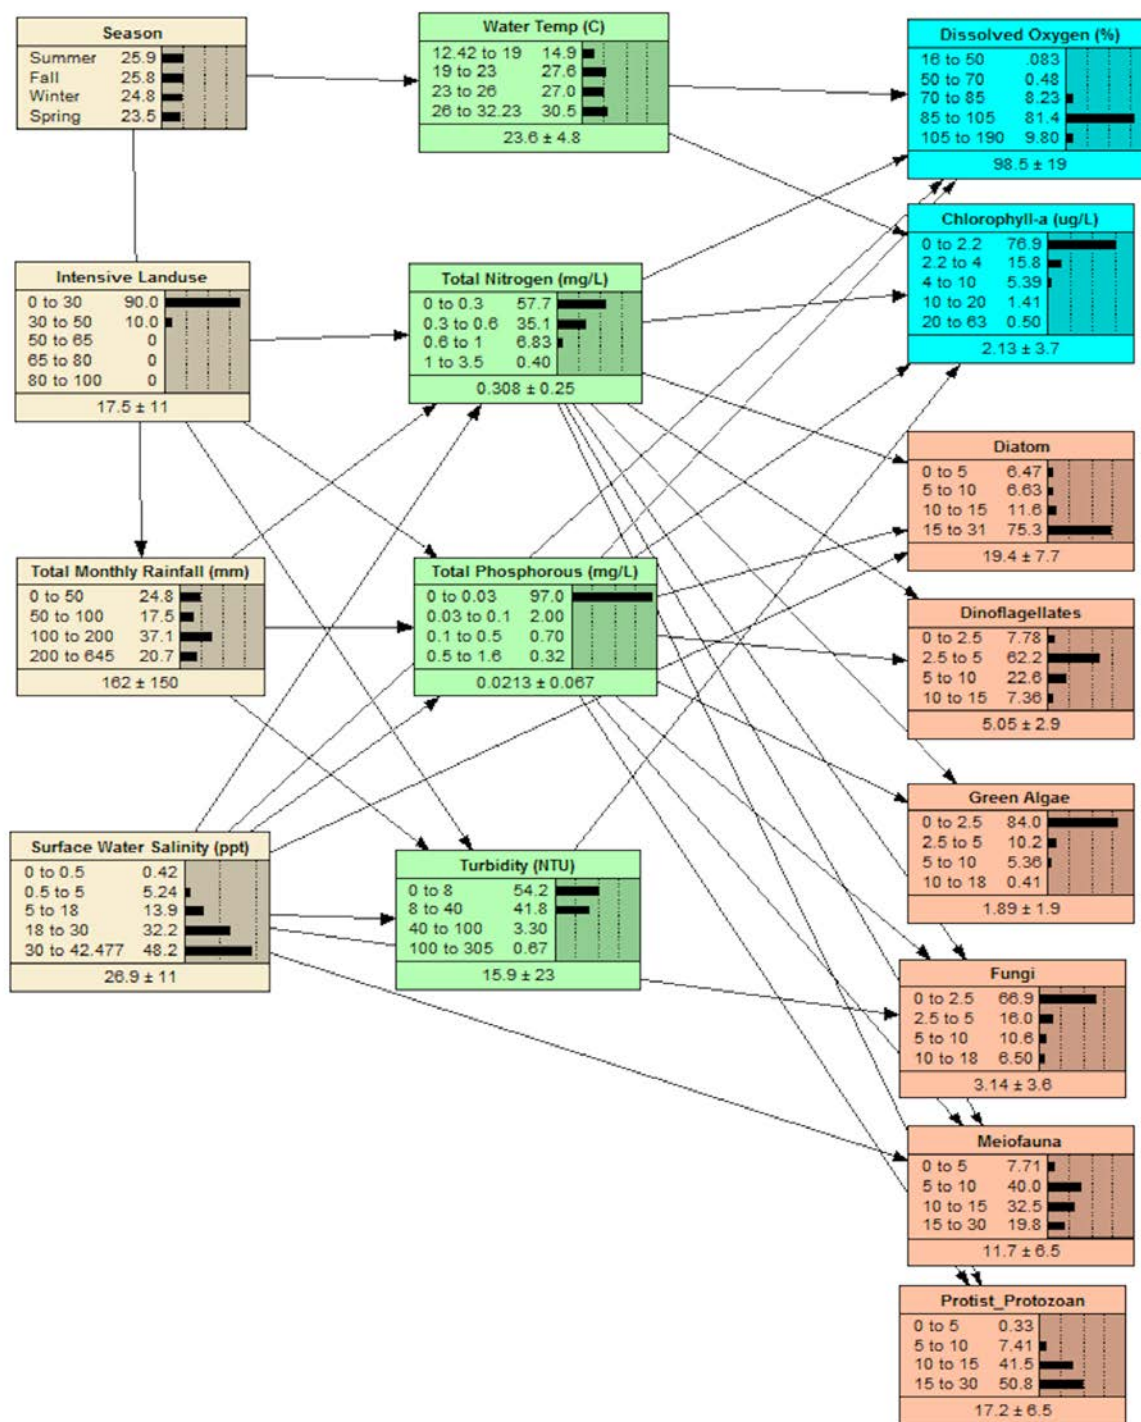 Season
Summer 25.9
Fall 25.8
Winter 24.8
Spring 23.5
Water Temp (C)
12.42 to 19 14.9
19 to 23 27.6
23 to 26 27.0
26 to 32.23 30.5
23.6 ± 4.8
Dissolved Oxygen (%)
16 to 50 .083
50 to 70 0.48
70 to 85 8.23
85 to 105 81.4
105 to 190 9.80
98.5 ± 19
Chlorophyll-a (ug/L)
0 to 2.2 76.9
2.2 to 4 15.8
4 to 10 5.39
10 to 20 1.41
20 to 63 0.50
2.13 ± 3.7
Intensive Landuse
0 to 30 90.0
30 to 50 10.0
50 to 65 0
65 to 80 0
80 to 100 0
17.5 ± 11
Total Nitrogen (mg/L)
0 to 0.3 57.7
0.3 to 0.6 35.1
0.6 to 1 6.83
1 to 3.5 0.40
0.308 ± 0.25
Diatom
0 to 5 6.47
5 to 10 6.63
10 to 15 11.6
15 to 31 75.3
19.4 ± 7.7
Total Monthly Rainfall (mm)
0 to 50 24.8
50 to 100 17.5
100 to 200 37.1
200 to 645 20.7
162 ± 150
Total Phosphorous (mg/L)
0 to 0.03 97.0
0.03 to 0.1 2.00
0.1 to 0.5 0.70
0.5 to 1.6 0.32
0.0213 ± 0.067
Dinoflagellates
0 to 2.5 7.78
2.5 to 5 62.2
5 to 10 22.6
10 to 15 7.36
5.05 ± 2.9
Green Algae
0 to 2.5 84.0
2.5 to 5 10.2
5 to 10 5.36
10 to 18 0.41
1.89 ± 1.9
Surface Water Salinity (ppt)
0 to 0.5 0.42
0.5 to 5 5.24
5 to 18 13.9
18 to 30 32.2
30 to 42.477 48.2
26.9 ± 11
Turbidity (NTU)
0 to 8 54.2
8 to 40 41.8
40 to 100 3.30
100 to 305 0.67
15.9 ± 23
Fungi
0 to 2.5 66.9
2.5 to 5 16.0
5 to 10 10.6
10 to 18 6.50
3.14 ± 3.6
Meiofauna
0 to 5 7.71
5 to 10 40.0
10 to 15 32.5
15 to 30 19.8
11.7 ± 6.5
Protist_Protozoan
0 to 5 0.33
5 to 10 7.41
10 to 15 41.5
15 to 30 50.8
17.2 ± 6.5